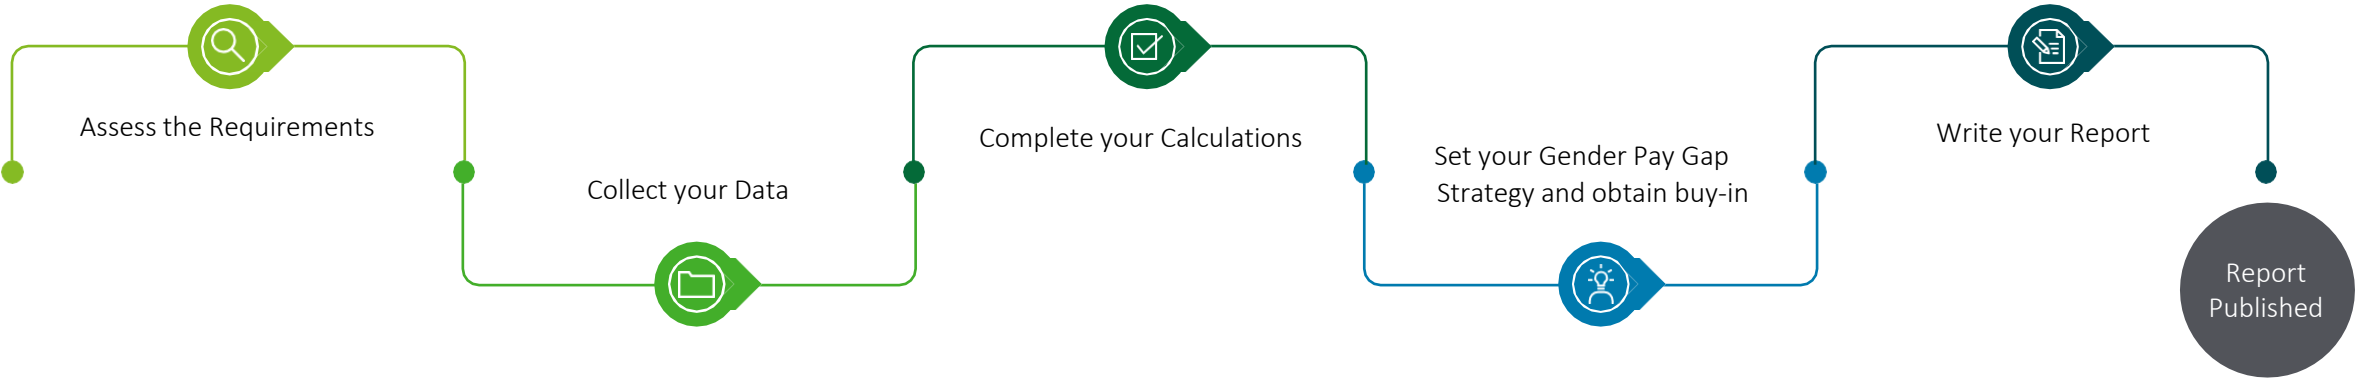 Assess the Requirements
Collect your Data
Complete your Calculations
Set your Gender Pay Gap
Strategy and obtain buy-in
Write your Report
Report
Published